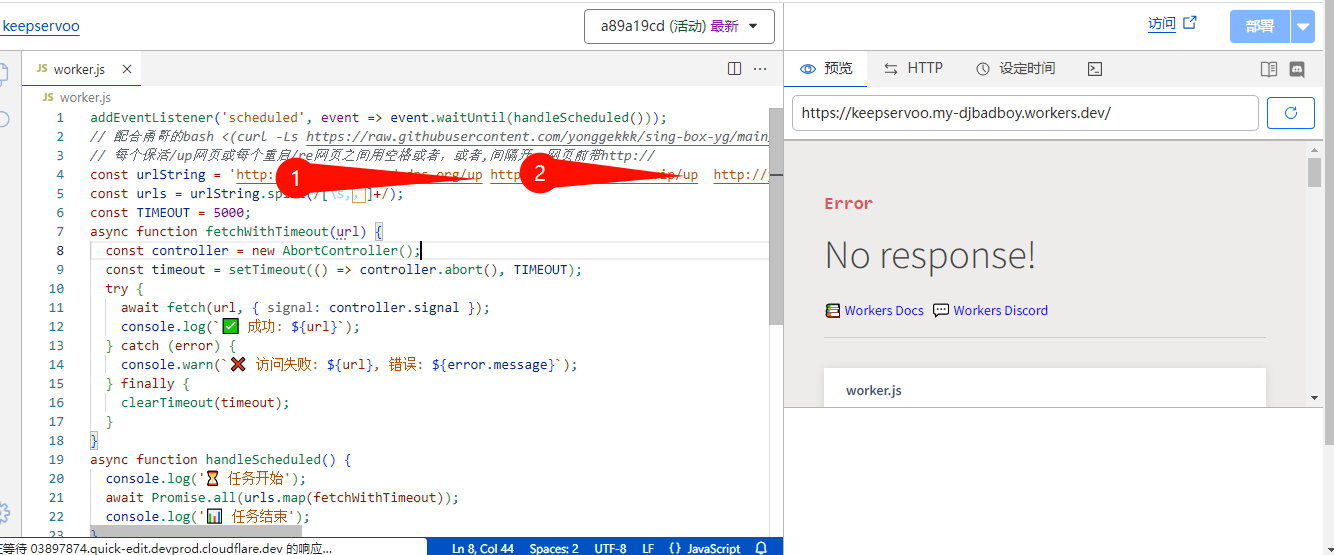 keepservoo
a89a19cd (活动) 最新
访问
部署
JS worker.js
JS worker.js
预览
HTTP
设定时间
https://keepservoo.my-djbadboy.workers.dev/
1 addEventListener('scheduled', event => event.waitUntil(handleScheduled()));
2 // 配合甬哥的bash <(curl -Ls https://raw.githubusercontent.com/yonggekkk/sing-box-yg/main
3 // 每个保活/up网页或每个重启/re网页之间用空格或者，或者,间隔开，网页前带http://
4 const urlString = 'http: 1 .org/up http 2 ip/up http://
5 const urls = urlString.split(/[\s,，]+/);
6 const TIMEOUT = 5000;
7 async function fetchWithTimeout(url) {
8 const controller = new AbortController();
9 const timeout = setTimeout(() => controller.abort(), TIMEOUT);
10 try {
11 await fetch(url, { signal: controller.signal });
12 console.log(`✅ 成功: ${url}`);
13 } catch (error) {
14 console.warn(`❌ 访问失败: ${url}, 错误: ${error.message}`);
15 } finally {
16 clearTimeout(timeout);
17 }
18 }
19 async function handleScheduled() {
20 console.log('⏳ 任务开始');
21 await Promise.all(urls.map(fetchWithTimeout));
22 console.log('📊 任务结束');
23 }
Error
No response!
Workers Docs Workers Discord
worker.js
等待 03897874.quick-edit.devprod.cloudflare.dev 的响应...
Ln 8, Col 44 Spaces: 2 UTF-8 LF {} JavaScript